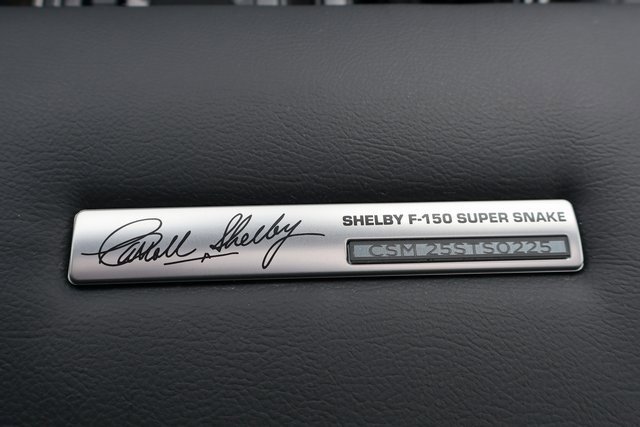 Carroll Shelby
SHELBY F-150 SUPER SNAKE
CSM 25STS0225